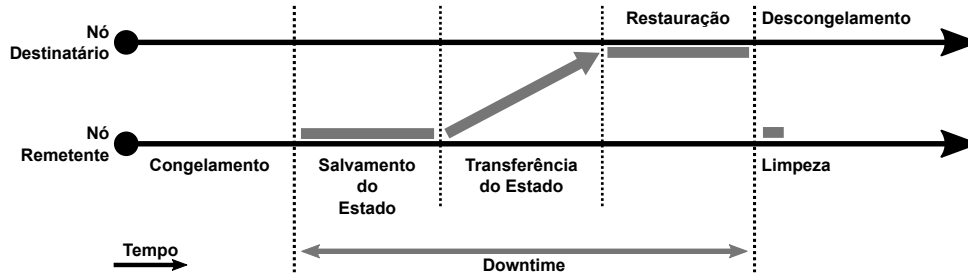 Restauração
Descongelamento
Nó
Destinatário
Nó
Remetente
Congelamento
Salvamento
do
Estado
Transferência
do Estado
Limpeza
Tempo
Downtime